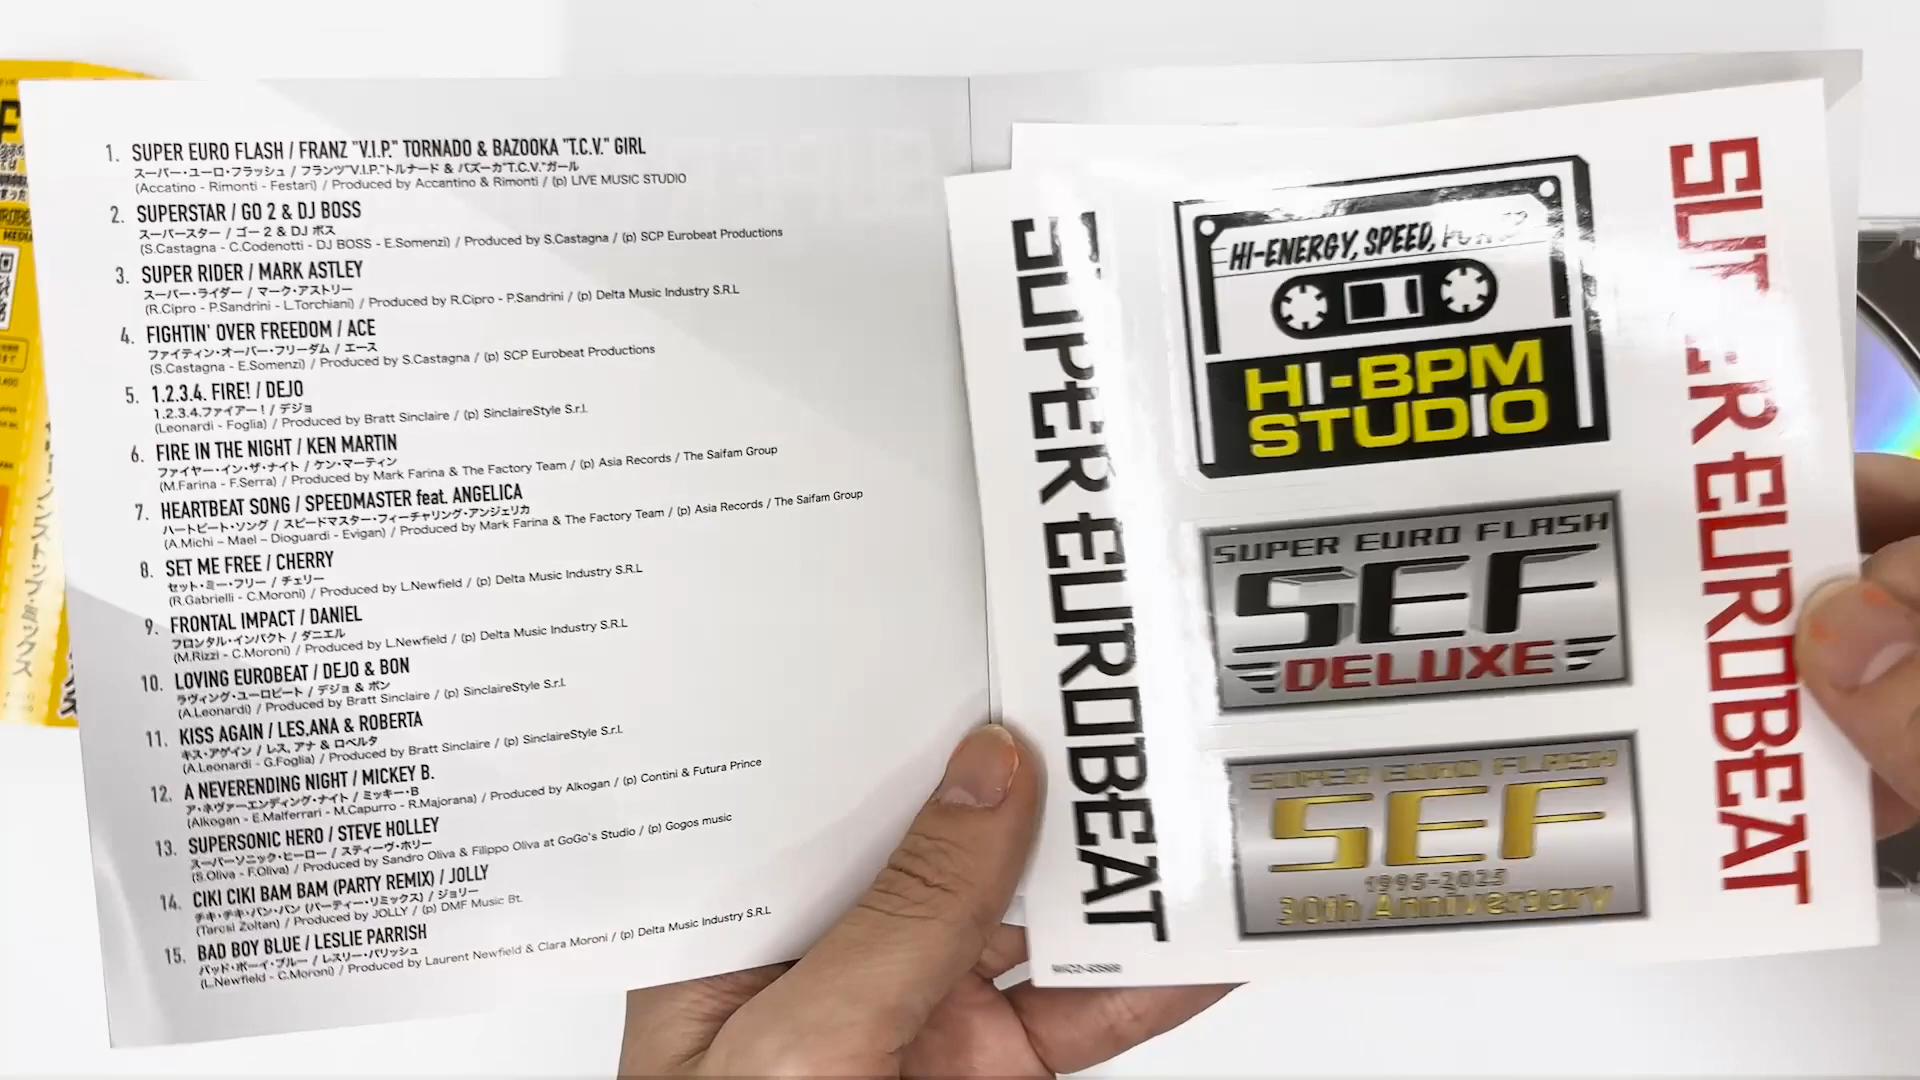 1. SUPER EURO FLASH / FRANZ "V.I.P." TORNADO & BAZOOKA "T.C.V." GIRL
スーパー・ユーロ・フラッシュ / フランツ"V.I.P."トルナード & バズーカ"T.C.V."ガール
(Accatino - Rimonti - Festari) / Produced by Accantino & Rimonti / (p) LIVE MUSIC STUDIO
2. SUPERSTAR / GO 2 & DJ BOSS
スーパースター / ゴー2 & DJ ボス
(S.Castagna - C.Codenotti - DJ BOSS - E.Somenzi) / Produced by S.Castagna / (p) SCP Eurobeat Productions
3. SUPER RIDER / MARK ASTLEY
スーパー・ライダー / マーク・アストリー
(R.Cipro - P.Sandrini - L.Torchiani) / Produced by R.Cipro - P.Sandrini / (p) Delta Music Industry S.R.L
4. FIGHTIN' OVER FREEDOM / ACE
ファイティン・オーバー・フリーダム / エース
(S.Castagna - E.Somenzi) / Produced by S.Castagna / (p) SCP Eurobeat Productions
5. 1.2.3.4. FIRE! / DEJO
1.2.3.4.ファイアー! / デジョ
(Leonardi - Foglia) / Produced by Bratt Sinclaire / (p) SinclaireStyle S.r.l.
6. FIRE IN THE NIGHT / KEN MARTIN
ファイヤー・イン・ザ・ナイト / ケン・マーティン
(M.Farina - F.Serra) / Produced by Mark Farina & The Factory Team / (p) Asia Records / The Saifam Group
7. HEARTBEAT SONG / SPEEDMASTER feat. ANGELICA
ハートビート・ソング / スピードマスター・フィーチャリング・アンジェリカ
(A.Michi – Mael – Dioguardi - Evigan) / Produced by Mark Farina & The Factory Team / (p) Asia Records / The Saifam Group
8. SET ME FREE / CHERRY
セット・ミー・フリー / チェリー
(R.Gabrielli - C.Moroni) / Produced by L.Newfield / (p) Delta Music Industry S.R.L
9. FRONTAL IMPACT / DANIEL
フロンタル・インパクト / ダニエル
(M.Rizzi - C.Moroni) / Produced by L.Newfield / (p) Delta Music Industry S.R.L
10. LOVING EUROBEAT / DEJO & BON
ラヴィング・ユーロビート / デジョ & ボン
(A.Leonardi) / Produced by Bratt Sinclaire / (p) SinclaireStyle S.r.l.
11. KISS AGAIN / LES,ANA & ROBERTA
キス・アゲイン / レス, アナ & ロベルタ
(A.Leonardi - G.Foglia) / Produced by Bratt Sinclaire / (p) SinclaireStyle S.r.l.
12. A NEVERENDING NIGHT / MICKEY B.
ア・ネヴァーエンディング・ナイト / ミッキー・B
(Alkogan - E.Malferrari - M.Capurro - R.Majorana) / Produced by Alkogan / (p) Contini & Futura Prince
13. SUPERSONIC HERO / STEVE HOLLEY
スーパーソニック・ヒーロー / スティーヴ・ホリー
(S.Oliva - F.Oliva) / Produced by Sandro Oliva & Filippo Oliva at GoGo's Studio / (p) Gogos music
14. CIKI CIKI BAM BAM (PARTY REMIX) / JOLLY
チキ・チキ・バン・バン (パーティー・リミックス) / ジョリー
(Tarcsi Zoltan) / Produced by JOLLY / (p) DMF Music Bt.
15. BAD BOY BLUE / LESLIE PARRISH
バッド・ボーイ・ブルー / レスリー・パリッシュ
(L.Newfield - C.Moroni) / Produced by Laurent Newfield & Clara Moroni / (p) Delta Music Industry S.R.L
SUPER EUROBEAT
HI-ENERGY, SPEED,
HI-BPM
STUDIO
SUPER EURO FLASH
SEF
DELUXE
SUPER EURO FLASH
SEF
1995-2025
30th Anniversary
SUPER EUROBEAT
ノンストップ・ミックス